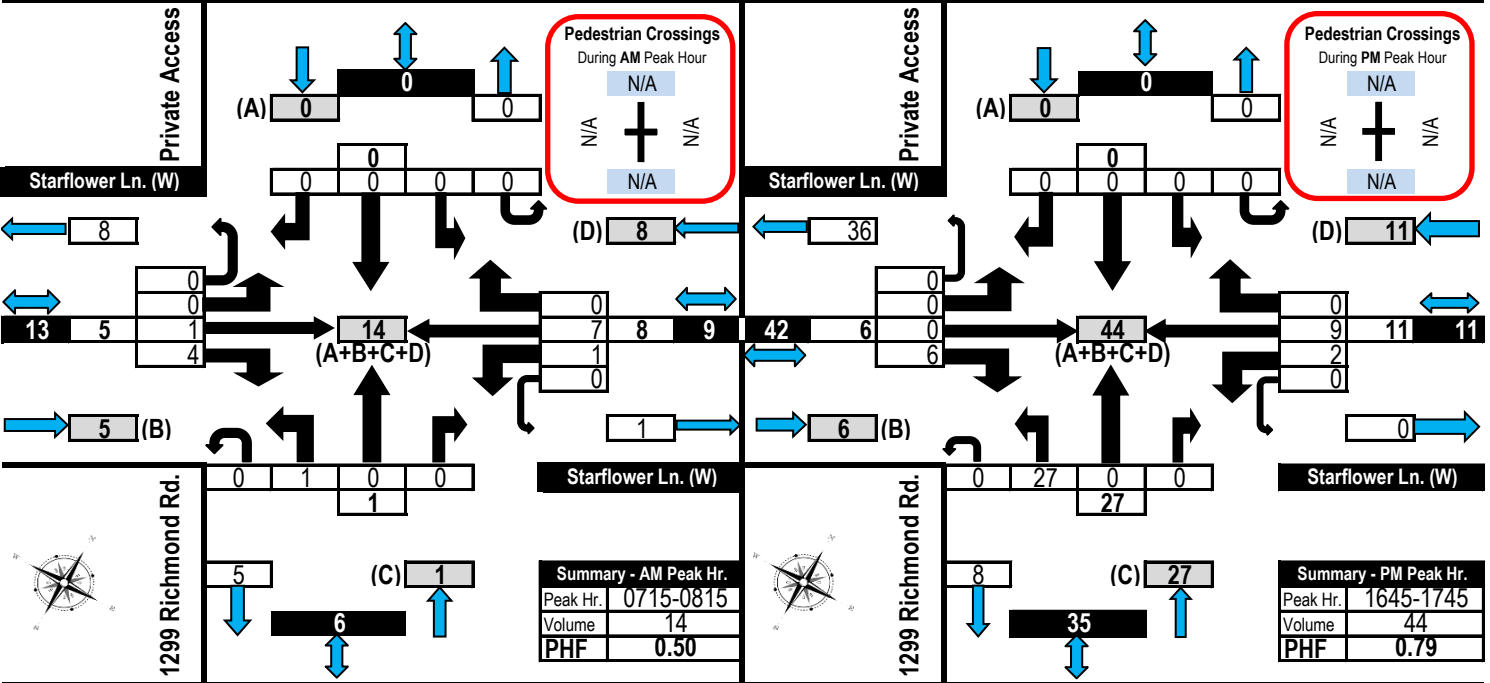 Private Access
Pedestrian Crossings
During AM Peak Hour
N/A
N/A N/A
N/A
0
(A) 0 0
0
0 0 0 0
Starflower Ln. (W)
8
(D) 8
0
0
13 5 1
4
14
(A+B+C+D)
0
7 8 9
1
0
5 (B)
1
0 1 0 0
1
Starflower Ln. (W)
1299 Richmond Rd.
5
(C) 1
6
Summary - AM Peak Hr.
Peak Hr. 0715-0815
Volume 14
PHF 0.50
Private Access
Pedestrian Crossings
During PM Peak Hour
N/A
N/A N/A
N/A
0
(A) 0 0
0
0 0 0 0
Starflower Ln. (W)
36
(D) 11
0
0
42 6 0
6
44
(A+B+C+D)
0
9 11 11
2
0
6 (B)
0
0 27 0 0
27
Starflower Ln. (W)
1299 Richmond Rd.
8
(C) 27
35
Summary - PM Peak Hr.
Peak Hr. 1645-1745
Volume 44
PHF 0.79